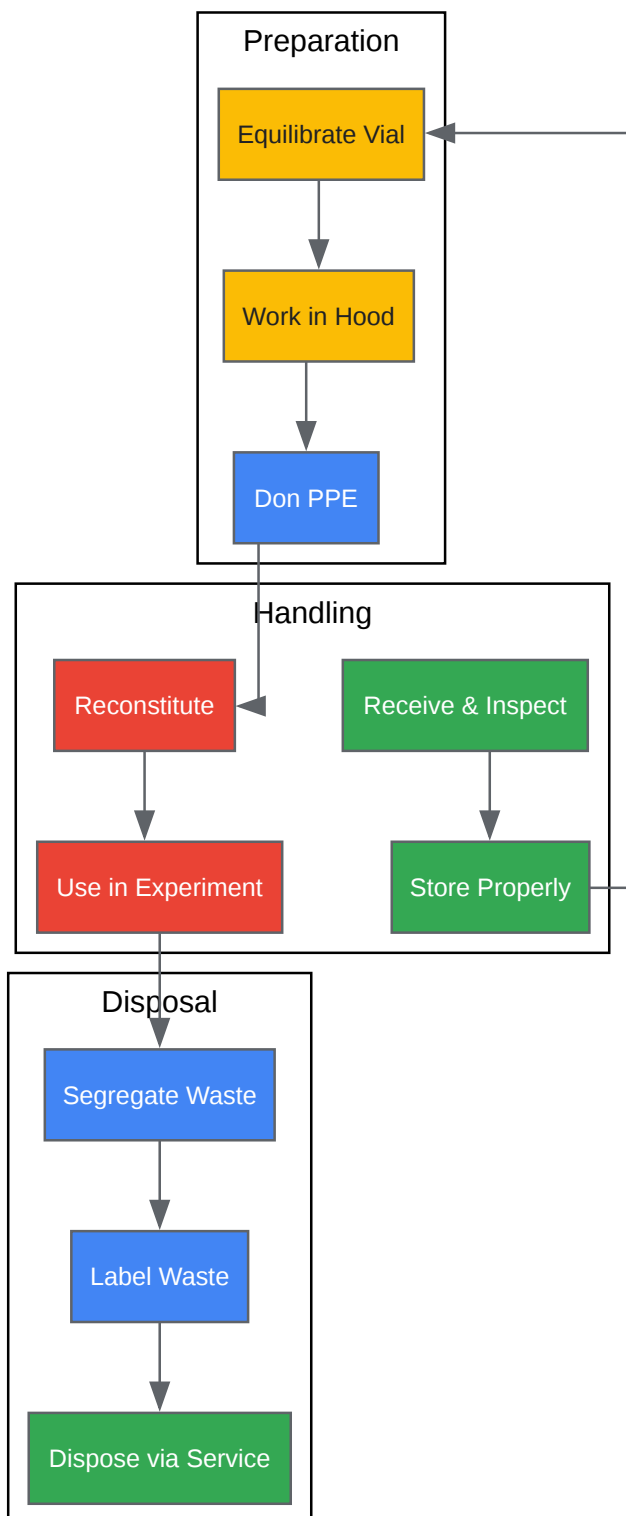 Preparation
Equilibrate Vial
Work in Hood
Don PPE
Handling
Reconstitute
Receive & Inspect
Use in Experiment
Store Properly
Disposal
Segregate Waste
Label Waste
Dispose via Service